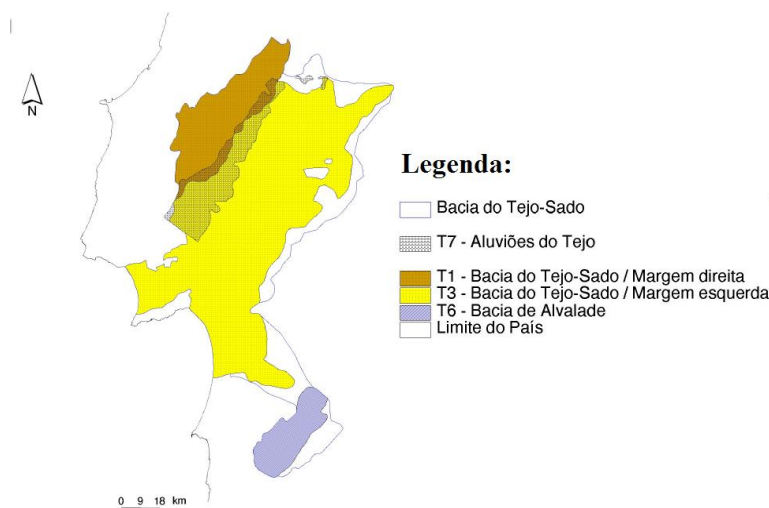 N
Legenda:
Bacia do Tejo-Sado
T7 - Aluviões do Tejo
T1 - Bacia do Tejo-Sado / Margem direita
T3 - Bacia do Tejo-Sado / Margem esquerda
T6 - Bacia de Alvalade
Limite do País
0 9 18 km